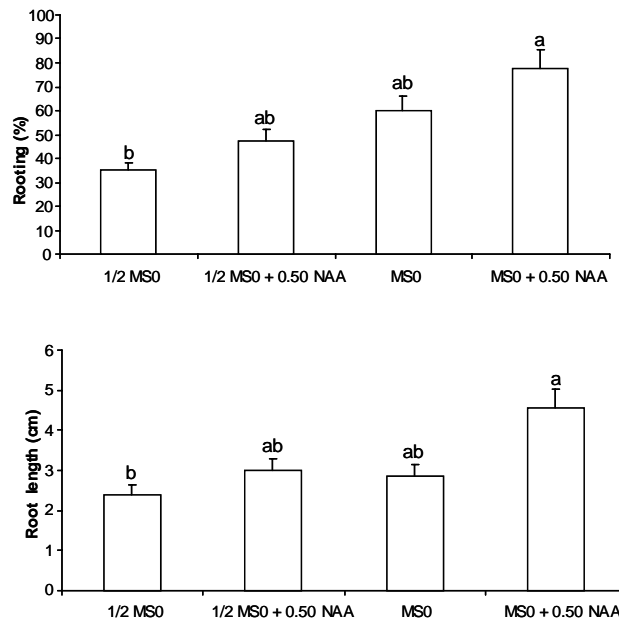 100
90
80
70
60
50
40
30
20
10
0
Rooting (%)
b
ab
ab
a
1/2 MS0 1/2 MS0 + 0.50 NAA MS0 MS0 + 0.50 NAA
6
5
4
3
2
1
0
Root length (cm)
b
ab
ab
a
1/2 MS0 1/2 MS0 + 0.50 NAA MS0 MS0 + 0.50 NAA